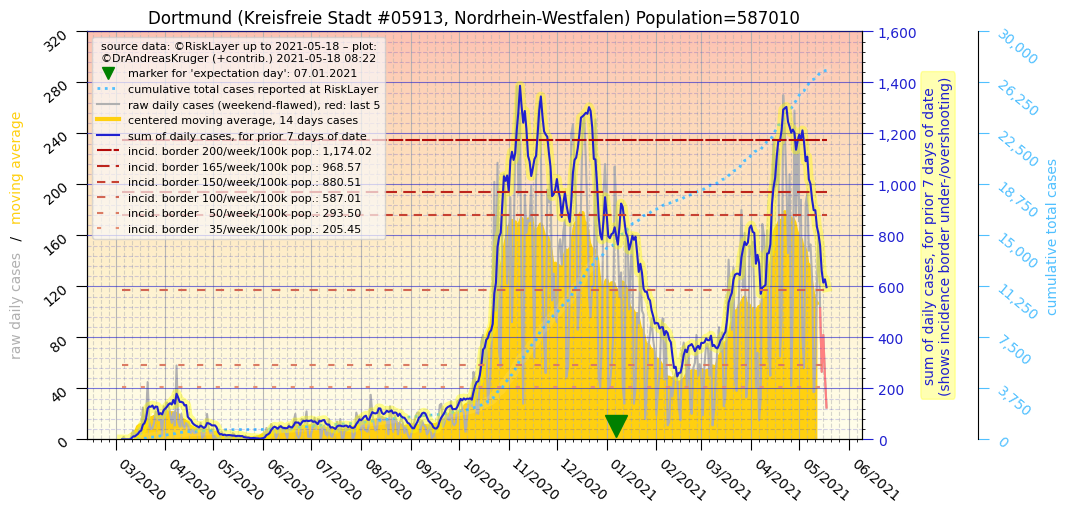 Dortmund (Kreisfreie Stadt #05913, Nordrhein-Westfalen) Population=587010
source data: ©RiskLayer up to 2021-05-18 – plot:
©DrAndreasKruger (+contrib.) 2021-05-18 08:22
marker for 'expectation day': 07.01.2021
cumulative total cases reported at RiskLayer
raw daily cases (weekend-flawed), red: last 5
centered moving average, 14 days cases
sum of daily cases, for prior 7 days of date
incid. border 200/week/100k pop.: 1,174.02
incid. border 165/week/100k pop.: 968.57
incid. border 150/week/100k pop.: 880.51
incid. border 100/week/100k pop.: 587.01
incid. border 50/week/100k pop.: 293.50
incid. border 35/week/100k pop.: 205.45
raw daily cases / moving average
320
280
240
200
160
120
80
40
0
03/2020
04/2020
05/2020
06/2020
07/2020
08/2020
09/2020
10/2020
11/2020
12/2020
01/2021
02/2021
03/2021
04/2021
05/2021
06/2021
1,600
1,400
1,200
1,000
800
600
400
200
0
sum of daily cases, for prior 7 days of date
(shows incidence border under-/overshooting)
30,000
26,250
22,500
18,750
15,000
11,250
7,500
3,750
0
cumulative total cases